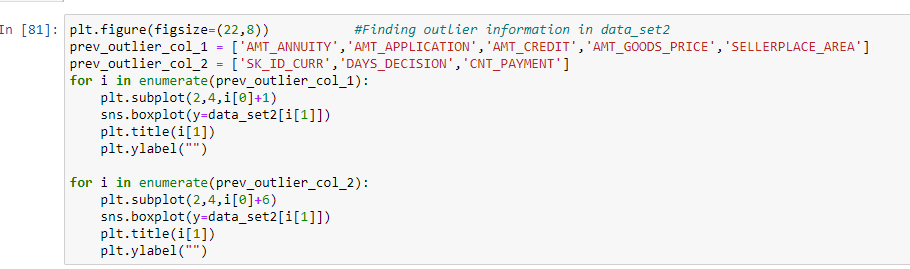 In [81]: plt.figure(figsize=(22,8))           #Finding outlier information in data_set2
prev_outlier_col_1 = ['AMT_ANNUITY','AMT_APPLICATION','AMT_CREDIT','AMT_GOODS_PRICE','SELLERPLACE_AREA']
prev_outlier_col_2 = ['SK_ID_CURR','DAYS_DECISION','CNT_PAYMENT']
for i in enumerate(prev_outlier_col_1):
    plt.subplot(2,4,i[0]+1)
    sns.boxplot(y=data_set2[i[1]])
    plt.title(i[1])
    plt.ylabel("")

for i in enumerate(prev_outlier_col_2):
    plt.subplot(2,4,i[0]+6)
    sns.boxplot(y=data_set2[i[1]])
    plt.title(i[1])
    plt.ylabel("")